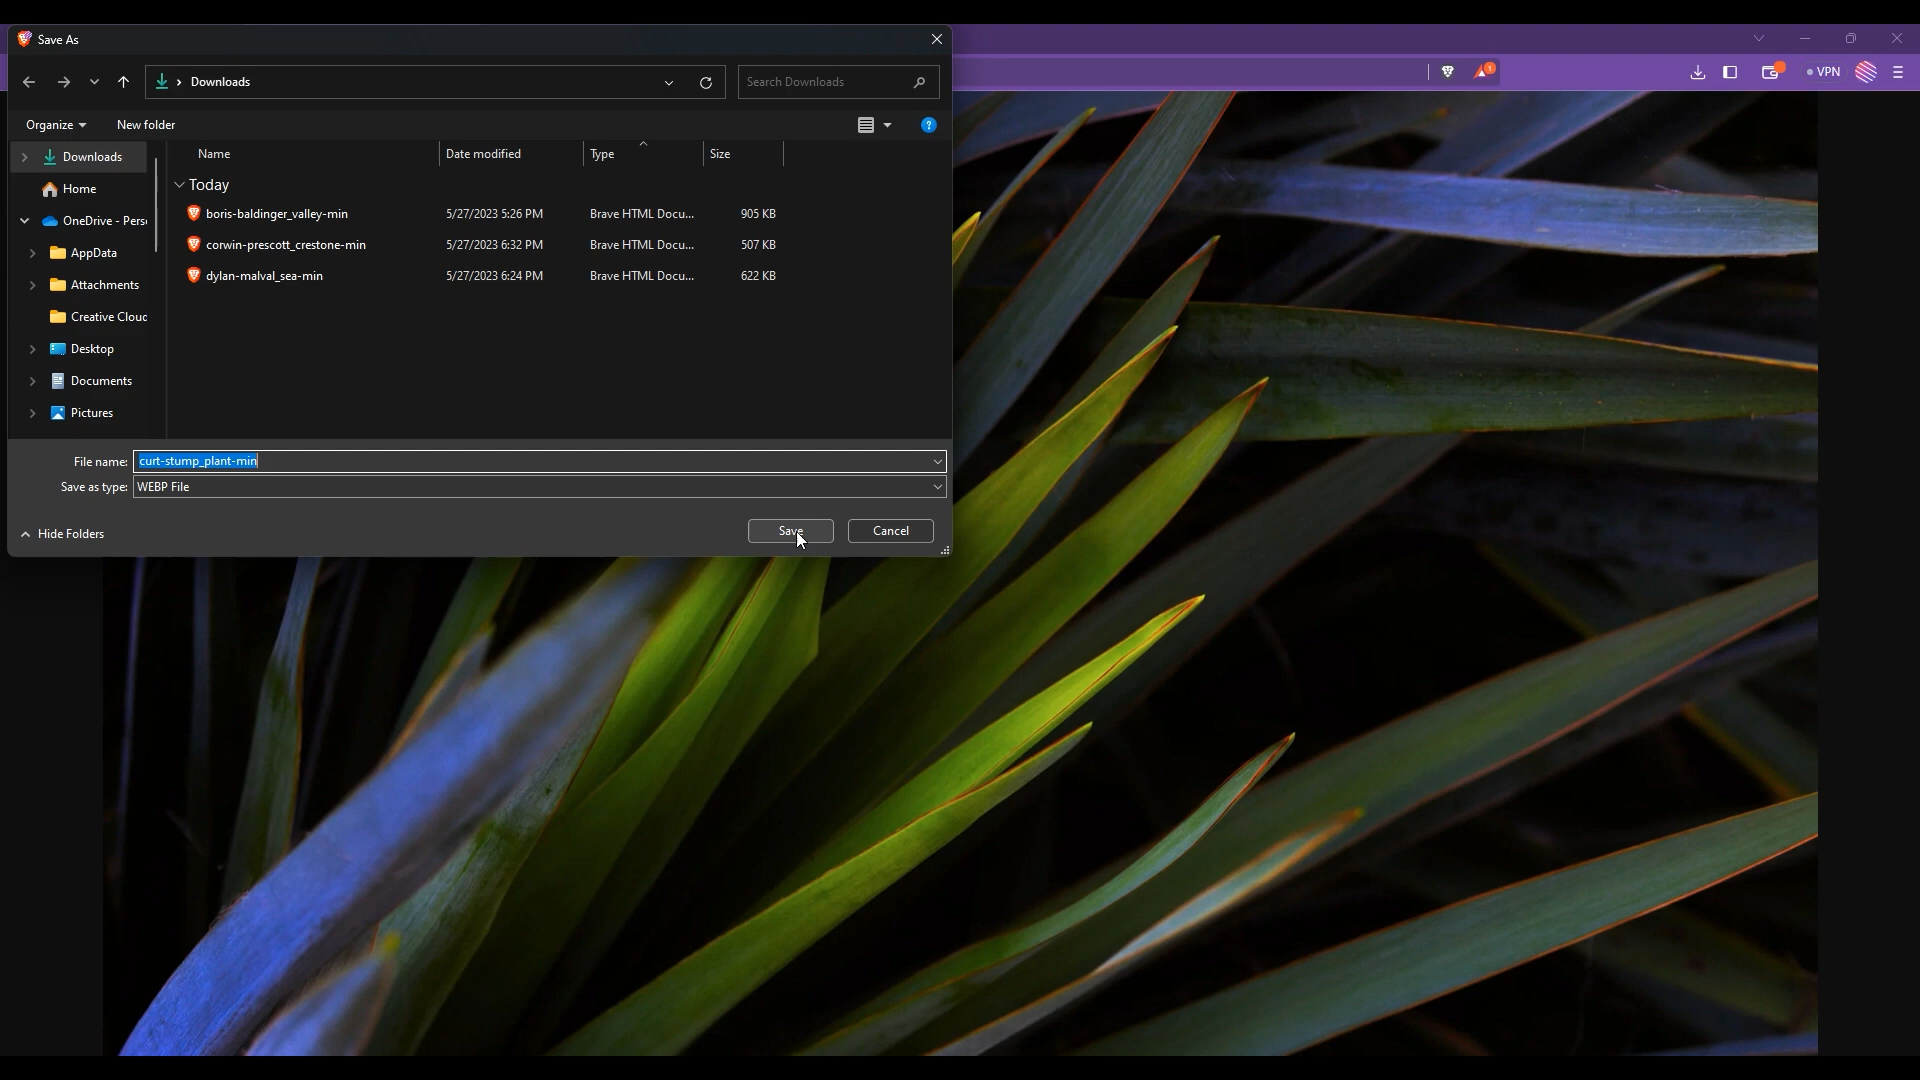 Save As
Downloads
Search Downloads
1
VPN
Organize
New folder
?
Downloads
Home
OneDrive - Pers
AppData
Attachments
Creative Cloud
Desktop
Documents
Pictures
Name Date modified Type Size
Today
boris-baldinger_valley-min 5/27/2023 5:26 PM Brave HTML Docu... 905 KB
corwin-prescott_crestone-min 5/27/2023 6:32 PM Brave HTML Docu... 507 KB
dylan-malval_sea-min 5/27/2023 6:24 PM Brave HTML Docu... 622 KB
File name: curt-stump_plant-min
Save as type: WEBP File
Hide Folders
Save
Cancel